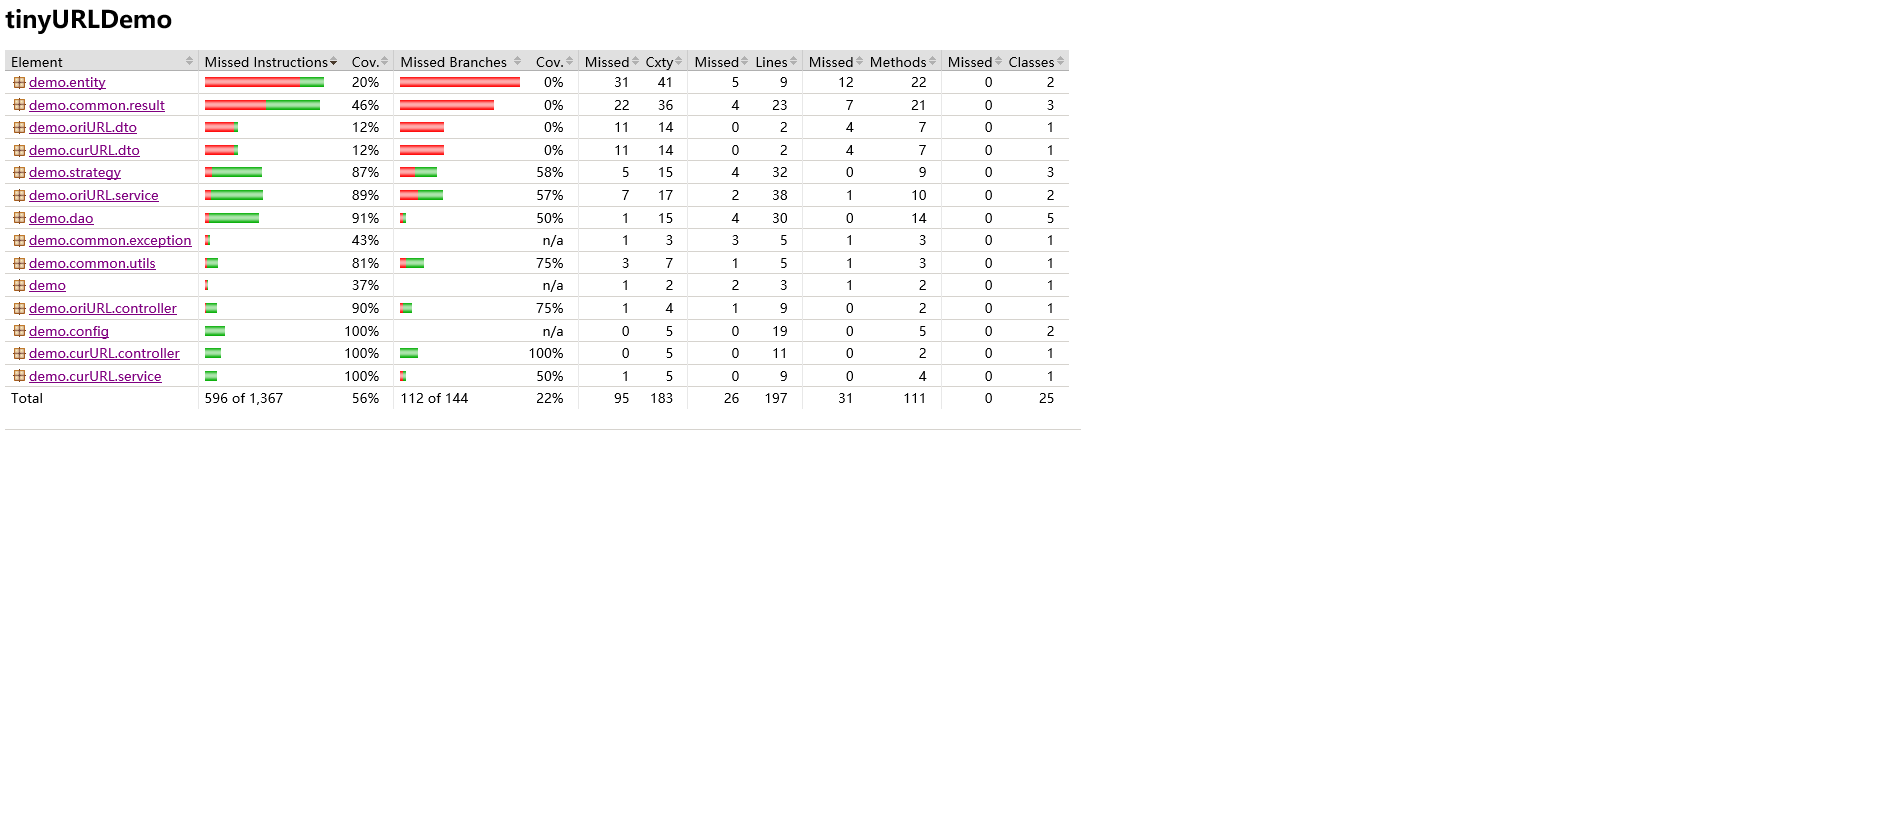 tinyURLDemo
Element Missed Instructions Cov. Missed Branches Cov. Missed Cxty Missed Lines Missed Methods Missed Classes
demo.entity 20% 0% 31 41 5 9 12 22 0 2
demo.common.result 46% 0% 22 36 4 23 7 21 0 3
demo.oriURL.dto 12% 0% 11 14 0 2 4 7 0 1
demo.curURL.dto 12% 0% 11 14 0 2 4 7 0 1
demo.strategy 87% 58% 5 15 4 32 0 9 0 3
demo.oriURL.service 89% 57% 7 17 2 38 1 10 0 2
demo.dao 91% 50% 1 15 4 30 0 14 0 5
demo.common.exception 43% n/a 1 3 3 5 1 3 0 1
demo.common.utils 81% 75% 3 7 1 5 1 3 0 1
demo 37% n/a 1 2 2 3 1 2 0 1
demo.oriURL.controller 90% 75% 1 4 1 9 0 2 0 1
demo.config 100% n/a 0 5 0 19 0 5 0 2
demo.curURL.controller 100% 100% 0 5 0 11 0 2 0 1
demo.curURL.service 100% 50% 1 5 0 9 0 4 0 1
Total 596 of 1,367 56% 112 of 144 22% 95 183 26 197 31 111 0 25